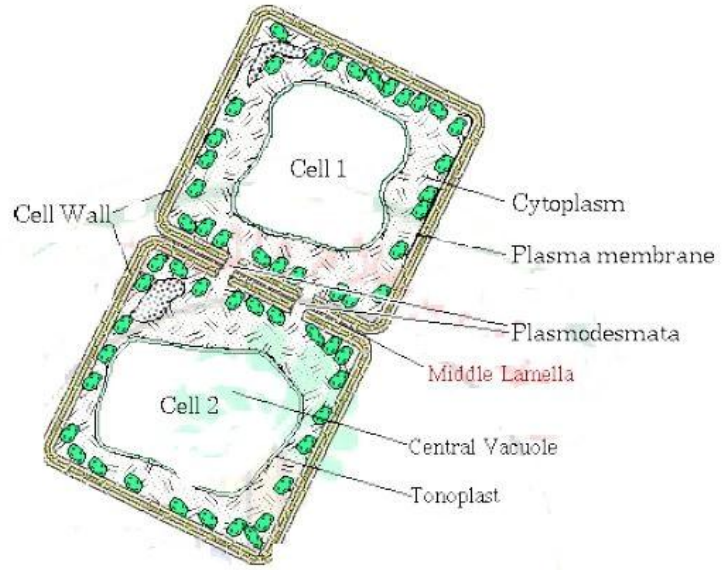 Cell 1
Cytoplasm
Cell Wall
Plasma membrane
Plasmodesmata
Middle Lamella
Cell 2
Central Vacuole
Tonoplast